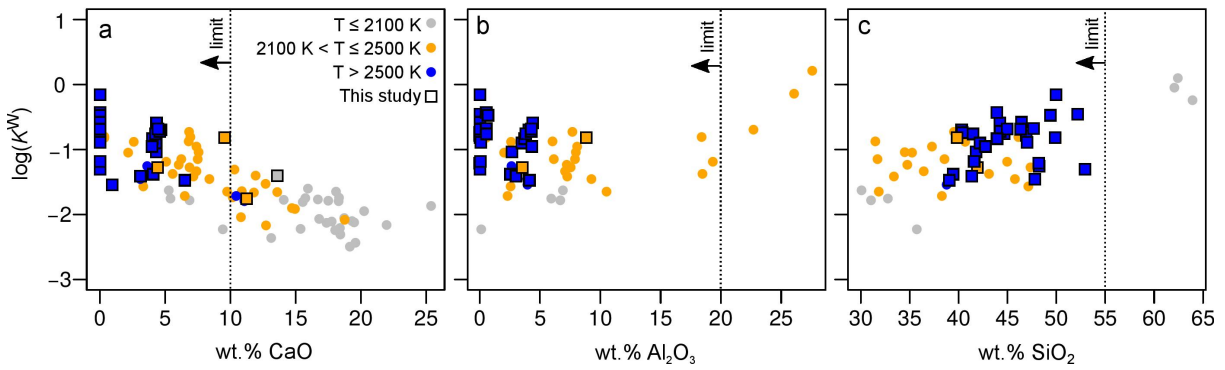 a
limit
T ≤ 2100 K
2100 K < T ≤ 2500 K
T > 2500 K
This study
b
limit
c
limit
log(K^W)
1
0
−1
−2
−3
0 5 10 15 20 25
0 5 10 15 20 25
30 35 40 45 50 55 60 65
wt.% CaO
wt.% Al₂O₃
wt.% SiO₂